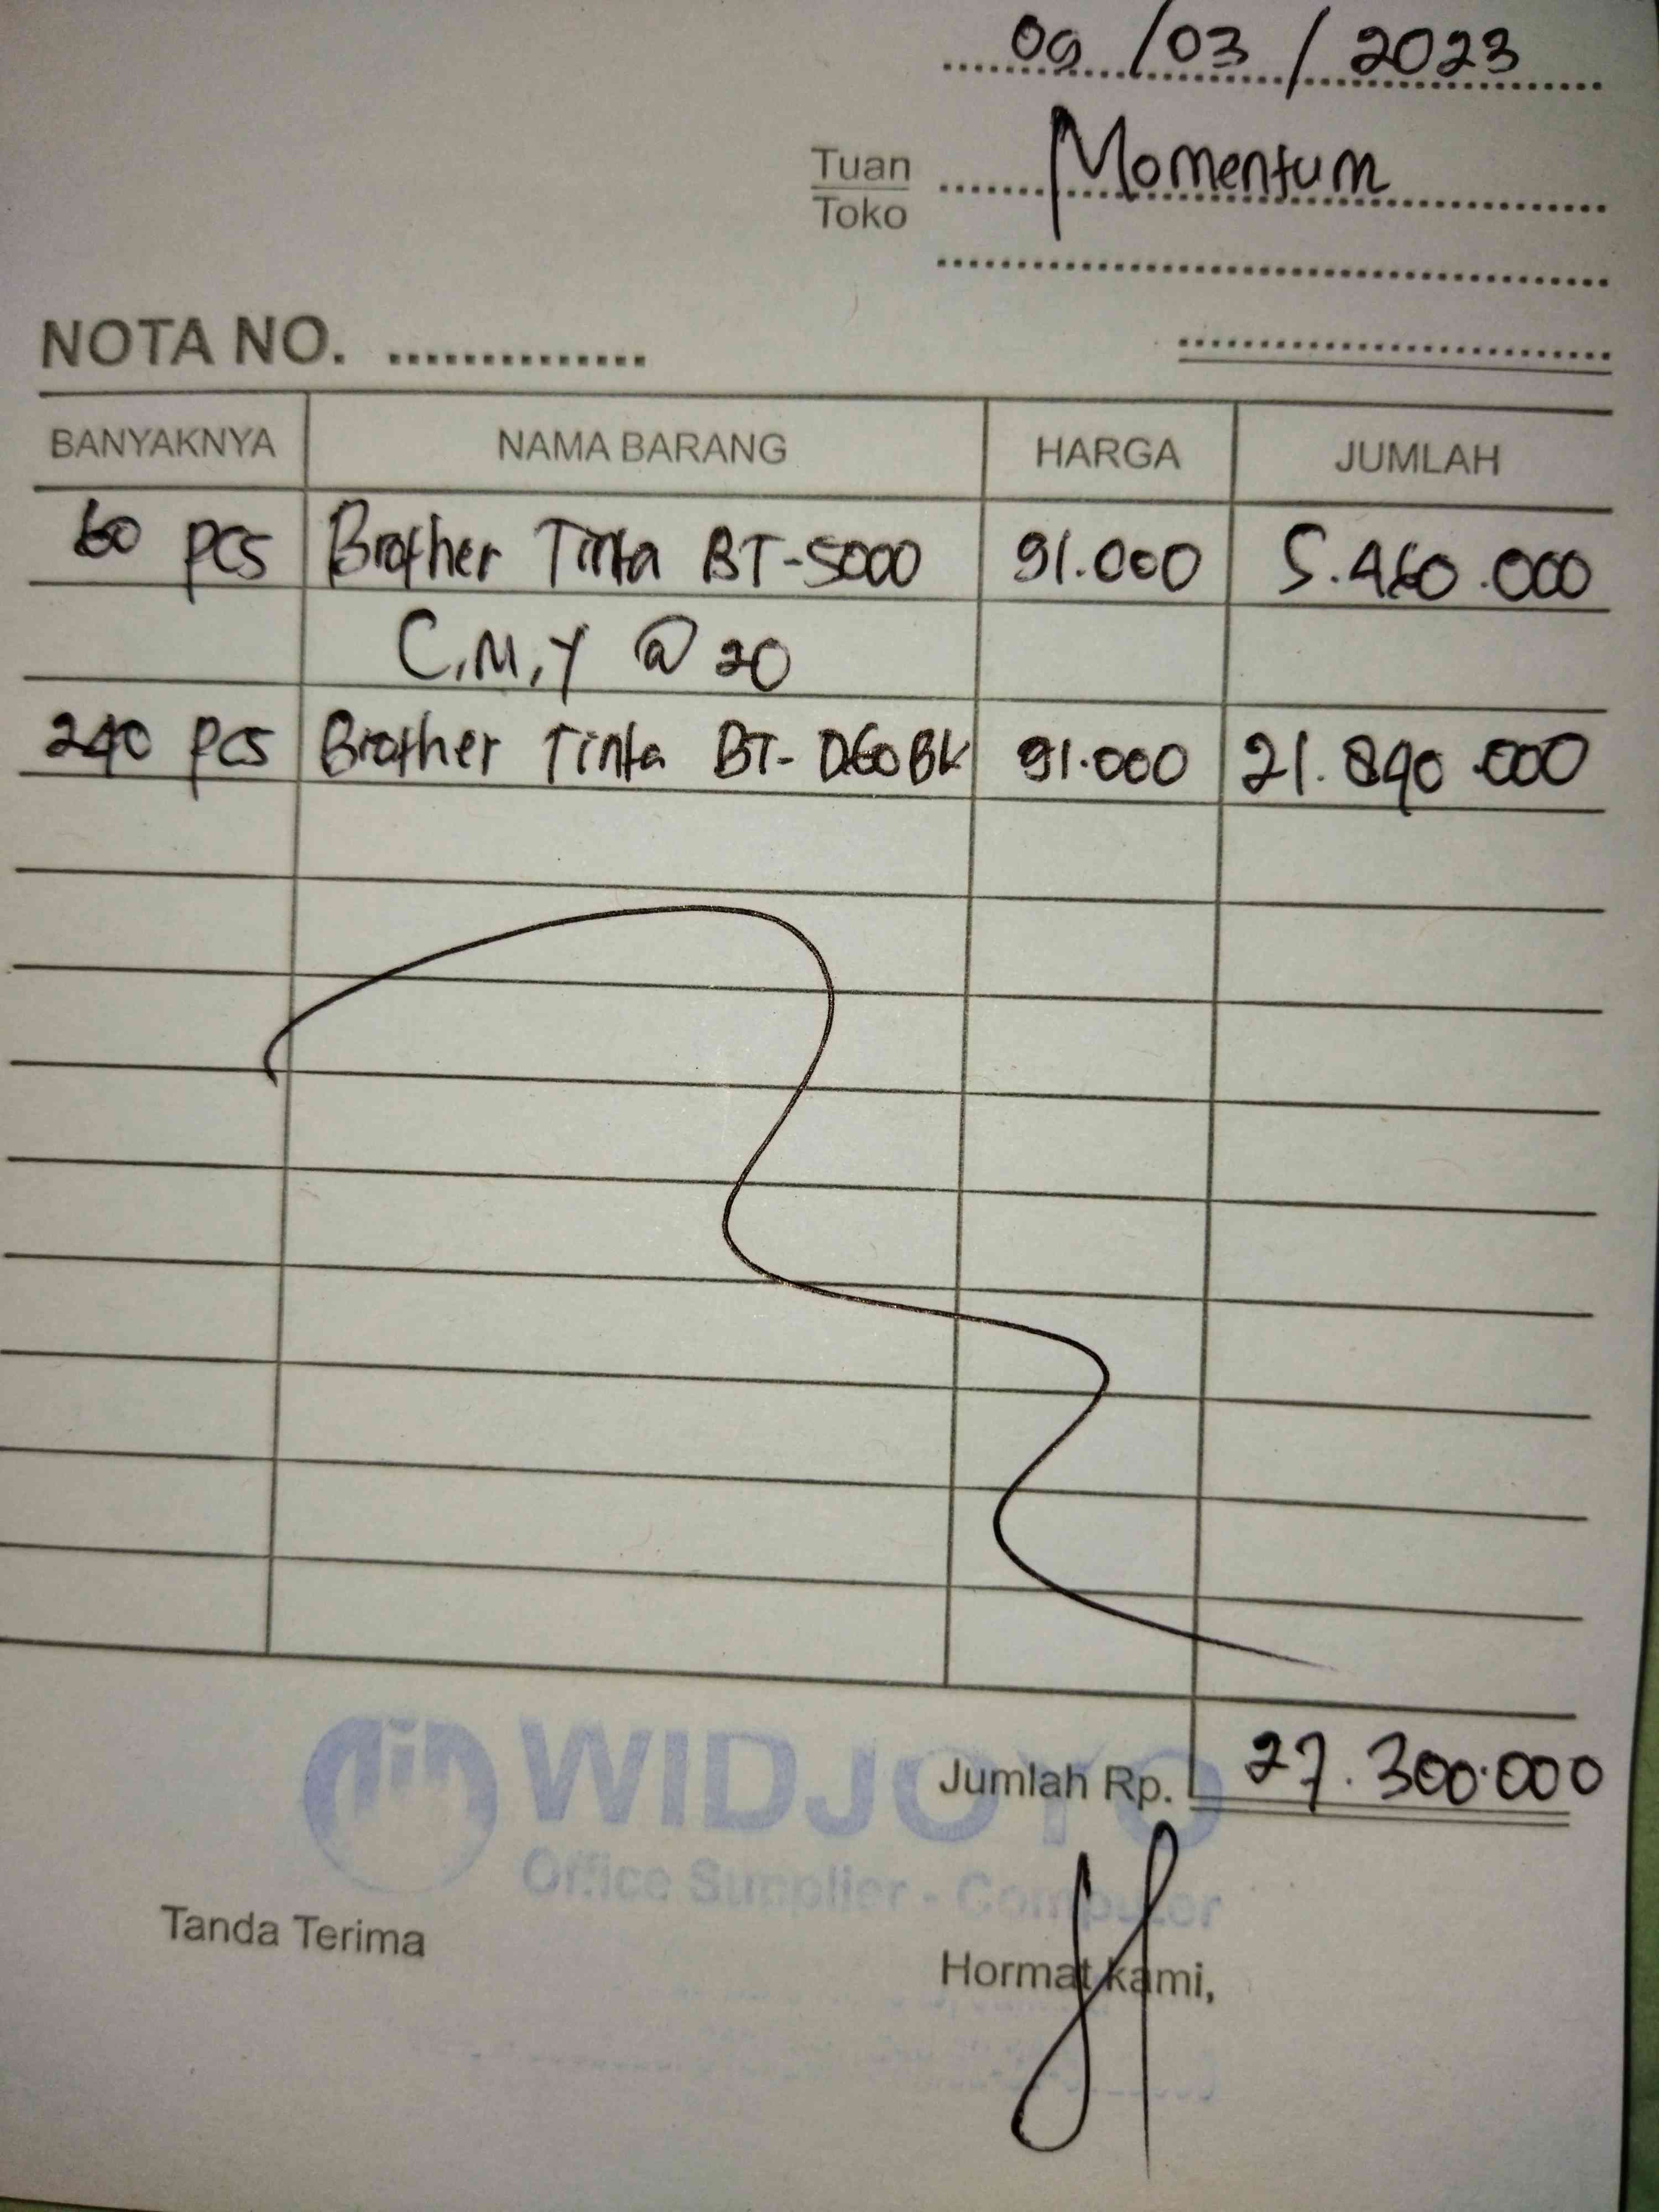 09/03/2023
Tuan Momentum
Toko
NOTA NO. ..............
BANYAKNYA NAMA BARANG HARGA JUMLAH
60 pcs Brother Tinta BT-5000 91.000 5.460.000
C,M,Y @ 20
240 pcs Brother Tinta BT-D60BK 91.000 21.840.000
Jumlah Rp. 27.300.000
WIDJOYO
Office Supplier - Computer
Tanda Terima
Hormat kami,